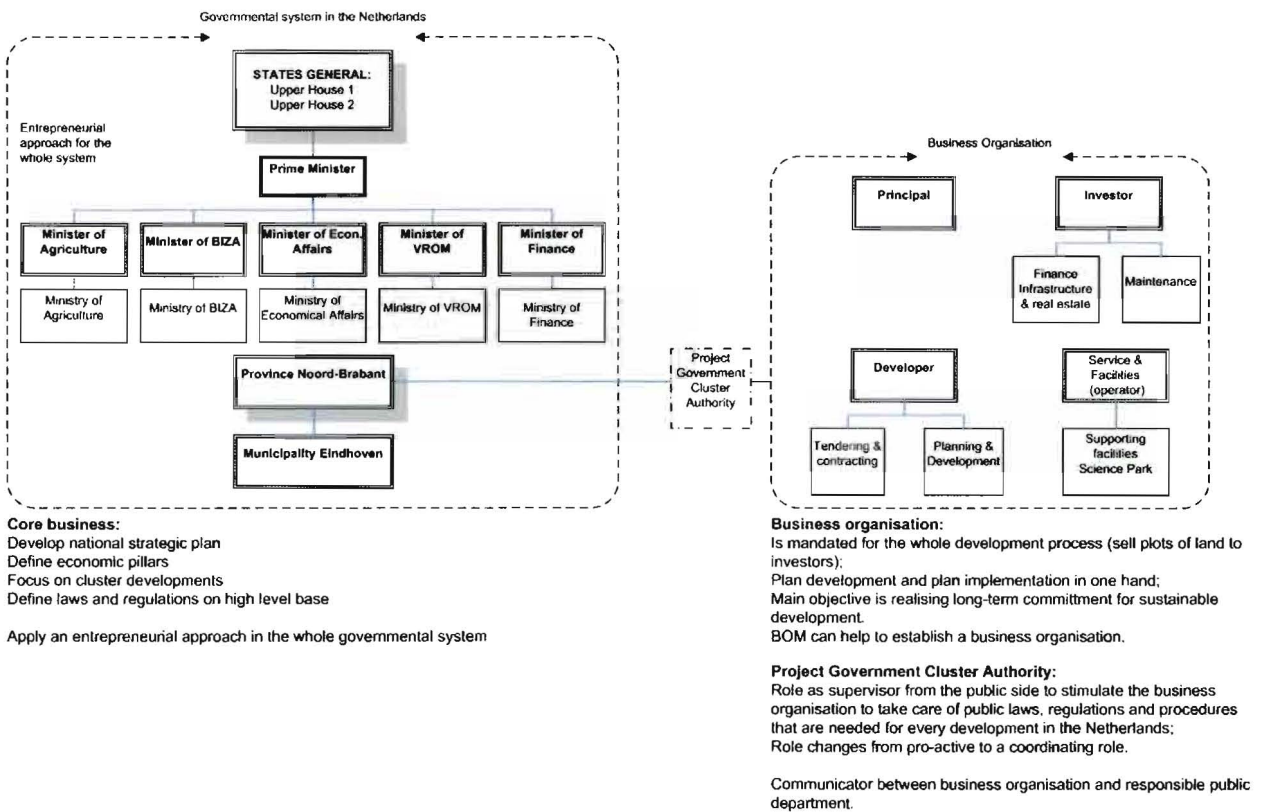 Governmental system in the Netherlands
STATES GENERAL:
Upper House 1
Upper House 2
Entrepreneurial
approach for the
whole system
Prime Minister
Minister of
Agriculture
Minister of BIZA
Minister of Econ.
Affairs
Minister of
VROM
Minister of
Finance
Ministry of
Agriculture
Ministry of BIZA
Ministry of
Economical Affairs
Ministry of VROM
Ministry of
Finance
Province Noord-Brabant
Municipality Eindhoven
Project
Government
Cluster
Authority
Business Organisation
Principal
Investor
Finance
Infrastructure
& real estate
Maintenance
Developer
Service &
Facilities
(operator)
Tendering &
contracting
Planning &
Development
Supporting
facilities
Science Park
Core business:
Develop national strategic plan
Define economic pillars
Focus on cluster developments
Define laws and regulations on high level base
Apply an entrepreneurial approach in the whole governmental system
Business organisation:
Is mandated for the whole development process (sell plots of land to
investors);
Plan development and plan implementation in one hand;
Main objective is realising long-term committment for sustainable
development.
BOM can help to establish a business organisation.
Project Government Cluster Authority:
Role as supervisor from the public side to stimulate the business
organisation to take care of public laws, regulations and procedures
that are needed for every development in the Netherlands;
Role changes from pro-active to a coordinating role.
Communicator between business organisation and responsible public
department.